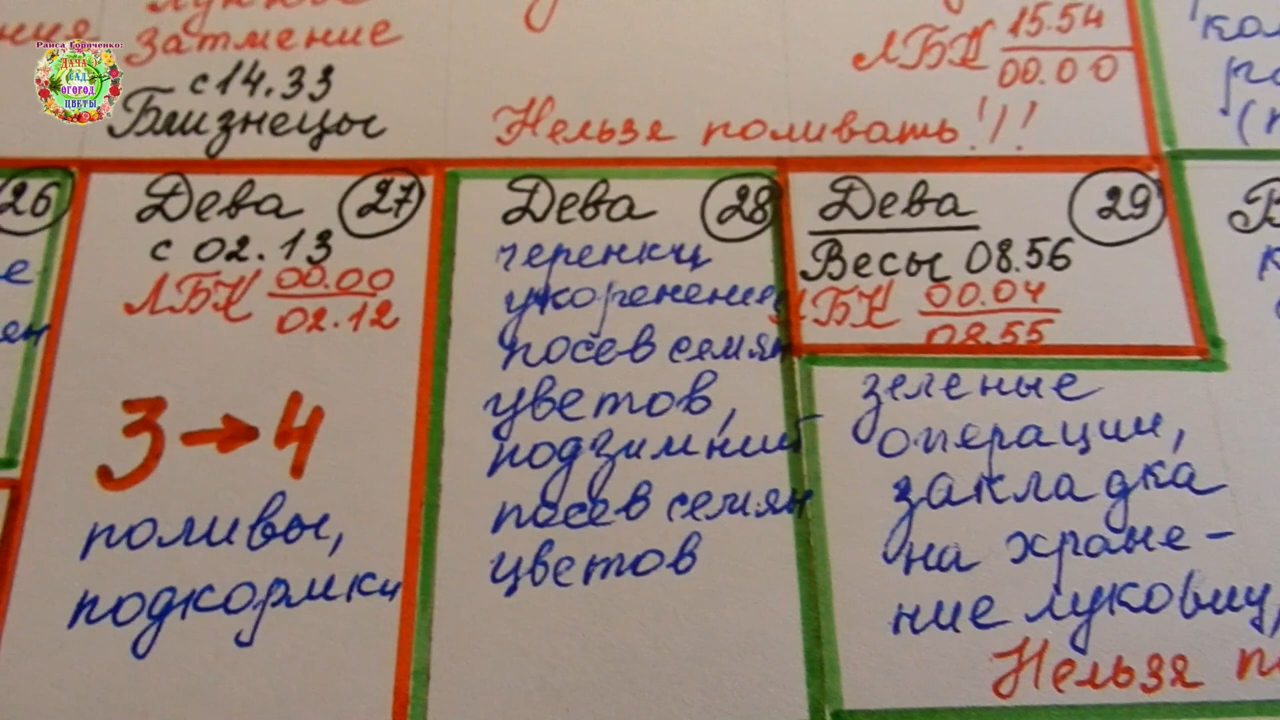 Раиса Горяченко:
ДАЧА
САД
ОГОРОД
ЦВЕТЫ
затмение
с 14.33
Близнецы
ЛБК 15.54
00.00
Нельзя поливать!!!
26
Дева 27
с 02.13
ЛБК 00.00
02.12
3→4
поливы,
подкормки
Дева 28
черенки
укоренение
посев семян
цветов,
подзимний
посев семян
цветов
Дева 29
Весы 08.56
ЛБК 00.04
08.55
зеленые
операции,
закладка
на хране-
ние луковиц,
Нельзя п